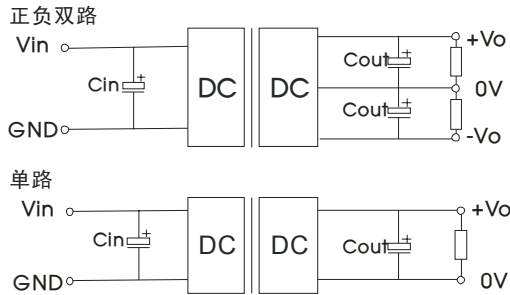 正负双路
Vin
+Vo
Cout
+
Cin
+
DC
DC
0V
Cout
+
GND
-Vo
单路
Vin
+Vo
Cin
+
DC
DC
Cout
+
GND
0V